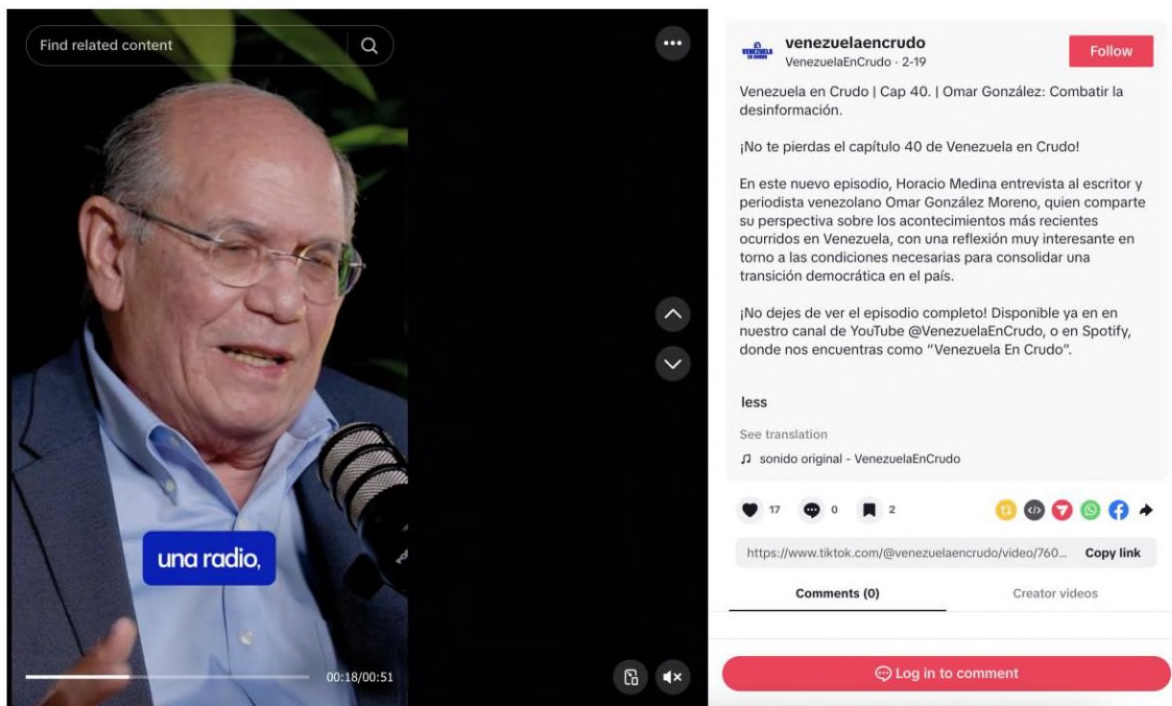 Find related content
una radio,
00:18/00:51
VENEZUELA
EN CRUDO
venezuelaencrudo
VenezuelaEnCrudo · 2-19
Follow
Venezuela en Crudo | Cap 40. | Omar González: Combatir la
desinformación.
¡No te pierdas el capítulo 40 de Venezuela en Crudo!
En este nuevo episodio, Horacio Medina entrevista al escritor y
periodista venezolano Omar González Moreno, quien comparte
su perspectiva sobre los acontecimientos más recientes
ocurridos en Venezuela, con una reflexión muy interesante en
torno a las condiciones necesarias para consolidar una
transición democrática en el país.
¡No dejes de ver el episodio completo! Disponible ya en en
nuestro canal de YouTube @VenezuelaEnCrudo, o en Spotify,
donde nos encuentras como “Venezuela En Crudo”.
less
See translation
sonido original - VenezuelaEnCrudo
17 0 2
https://www.tiktok.com/@venezuelaencrudo/video/760... Copy link
Comments (0) Creator videos
Log in to comment